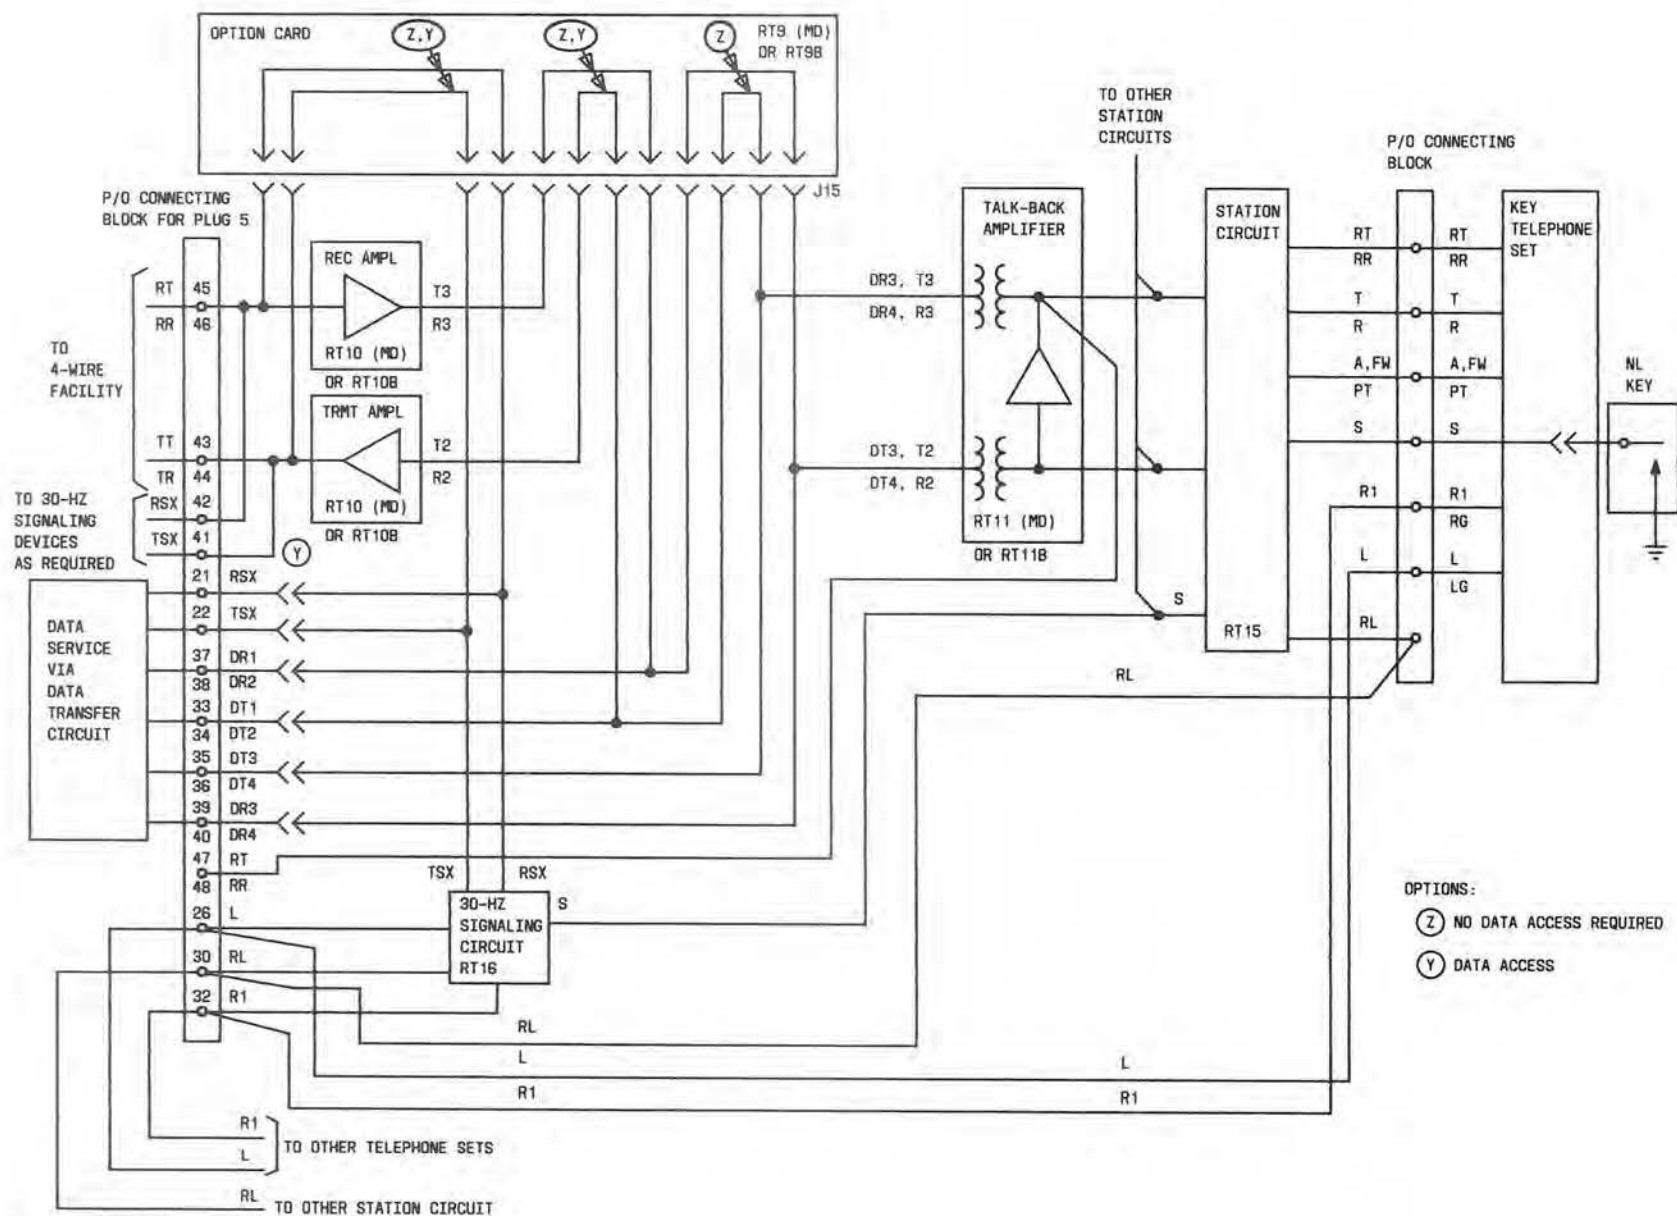 OPTION CARD
Z,Y
Z,Y
Z
RT9 (MD)
OR RT9B
J15
P/O CONNECTING
BLOCK FOR PLUG 5
TO
4-WIRE
FACILITY
RT 45
RR 46
REC AMPL
RT10 (MD)
OR RT10B
T3
R3
TT 43
TR 44
TRMT AMPL
RT10 (MD)
OR RT10B
T2
R2
TO 30-HZ
SIGNALING
DEVICES
AS REQUIRED
RSX 42
TSX 41
Y
DATA
SERVICE
VIA
DATA
TRANSFER
CIRCUIT
21 RSX
22 TSX
37 DR1
38 DR2
33 DT1
34 DT2
35 DT3
36 DT4
39 DR3
40 DR4
47 RT
48 RR
26 L
30 RL
32 R1
TSX
RSX
30-HZ
SIGNALING
CIRCUIT
RT16
S
RL
L
R1
R1
L
TO OTHER TELEPHONE SETS
RL
TO OTHER STATION CIRCUIT
TO OTHER
STATION
CIRCUITS
TALK-BACK
AMPLIFIER
DR3, T3
DR4, R3
DT3, T2
DT4, R2
RT11 (MD)
OR RT11B
STATION
CIRCUIT
S
RT15
P/O CONNECTING
BLOCK
RT
RR
T
R
A,FW
PT
S
R1
L
RL
RT
RR
T
R
A,FW
PT
S
R1
RG
L
LG
KEY
TELEPHONE
SET
NL
KEY
RL
L
R1
OPTIONS:
Z NO DATA ACCESS REQUIRED
Y DATA ACCESS